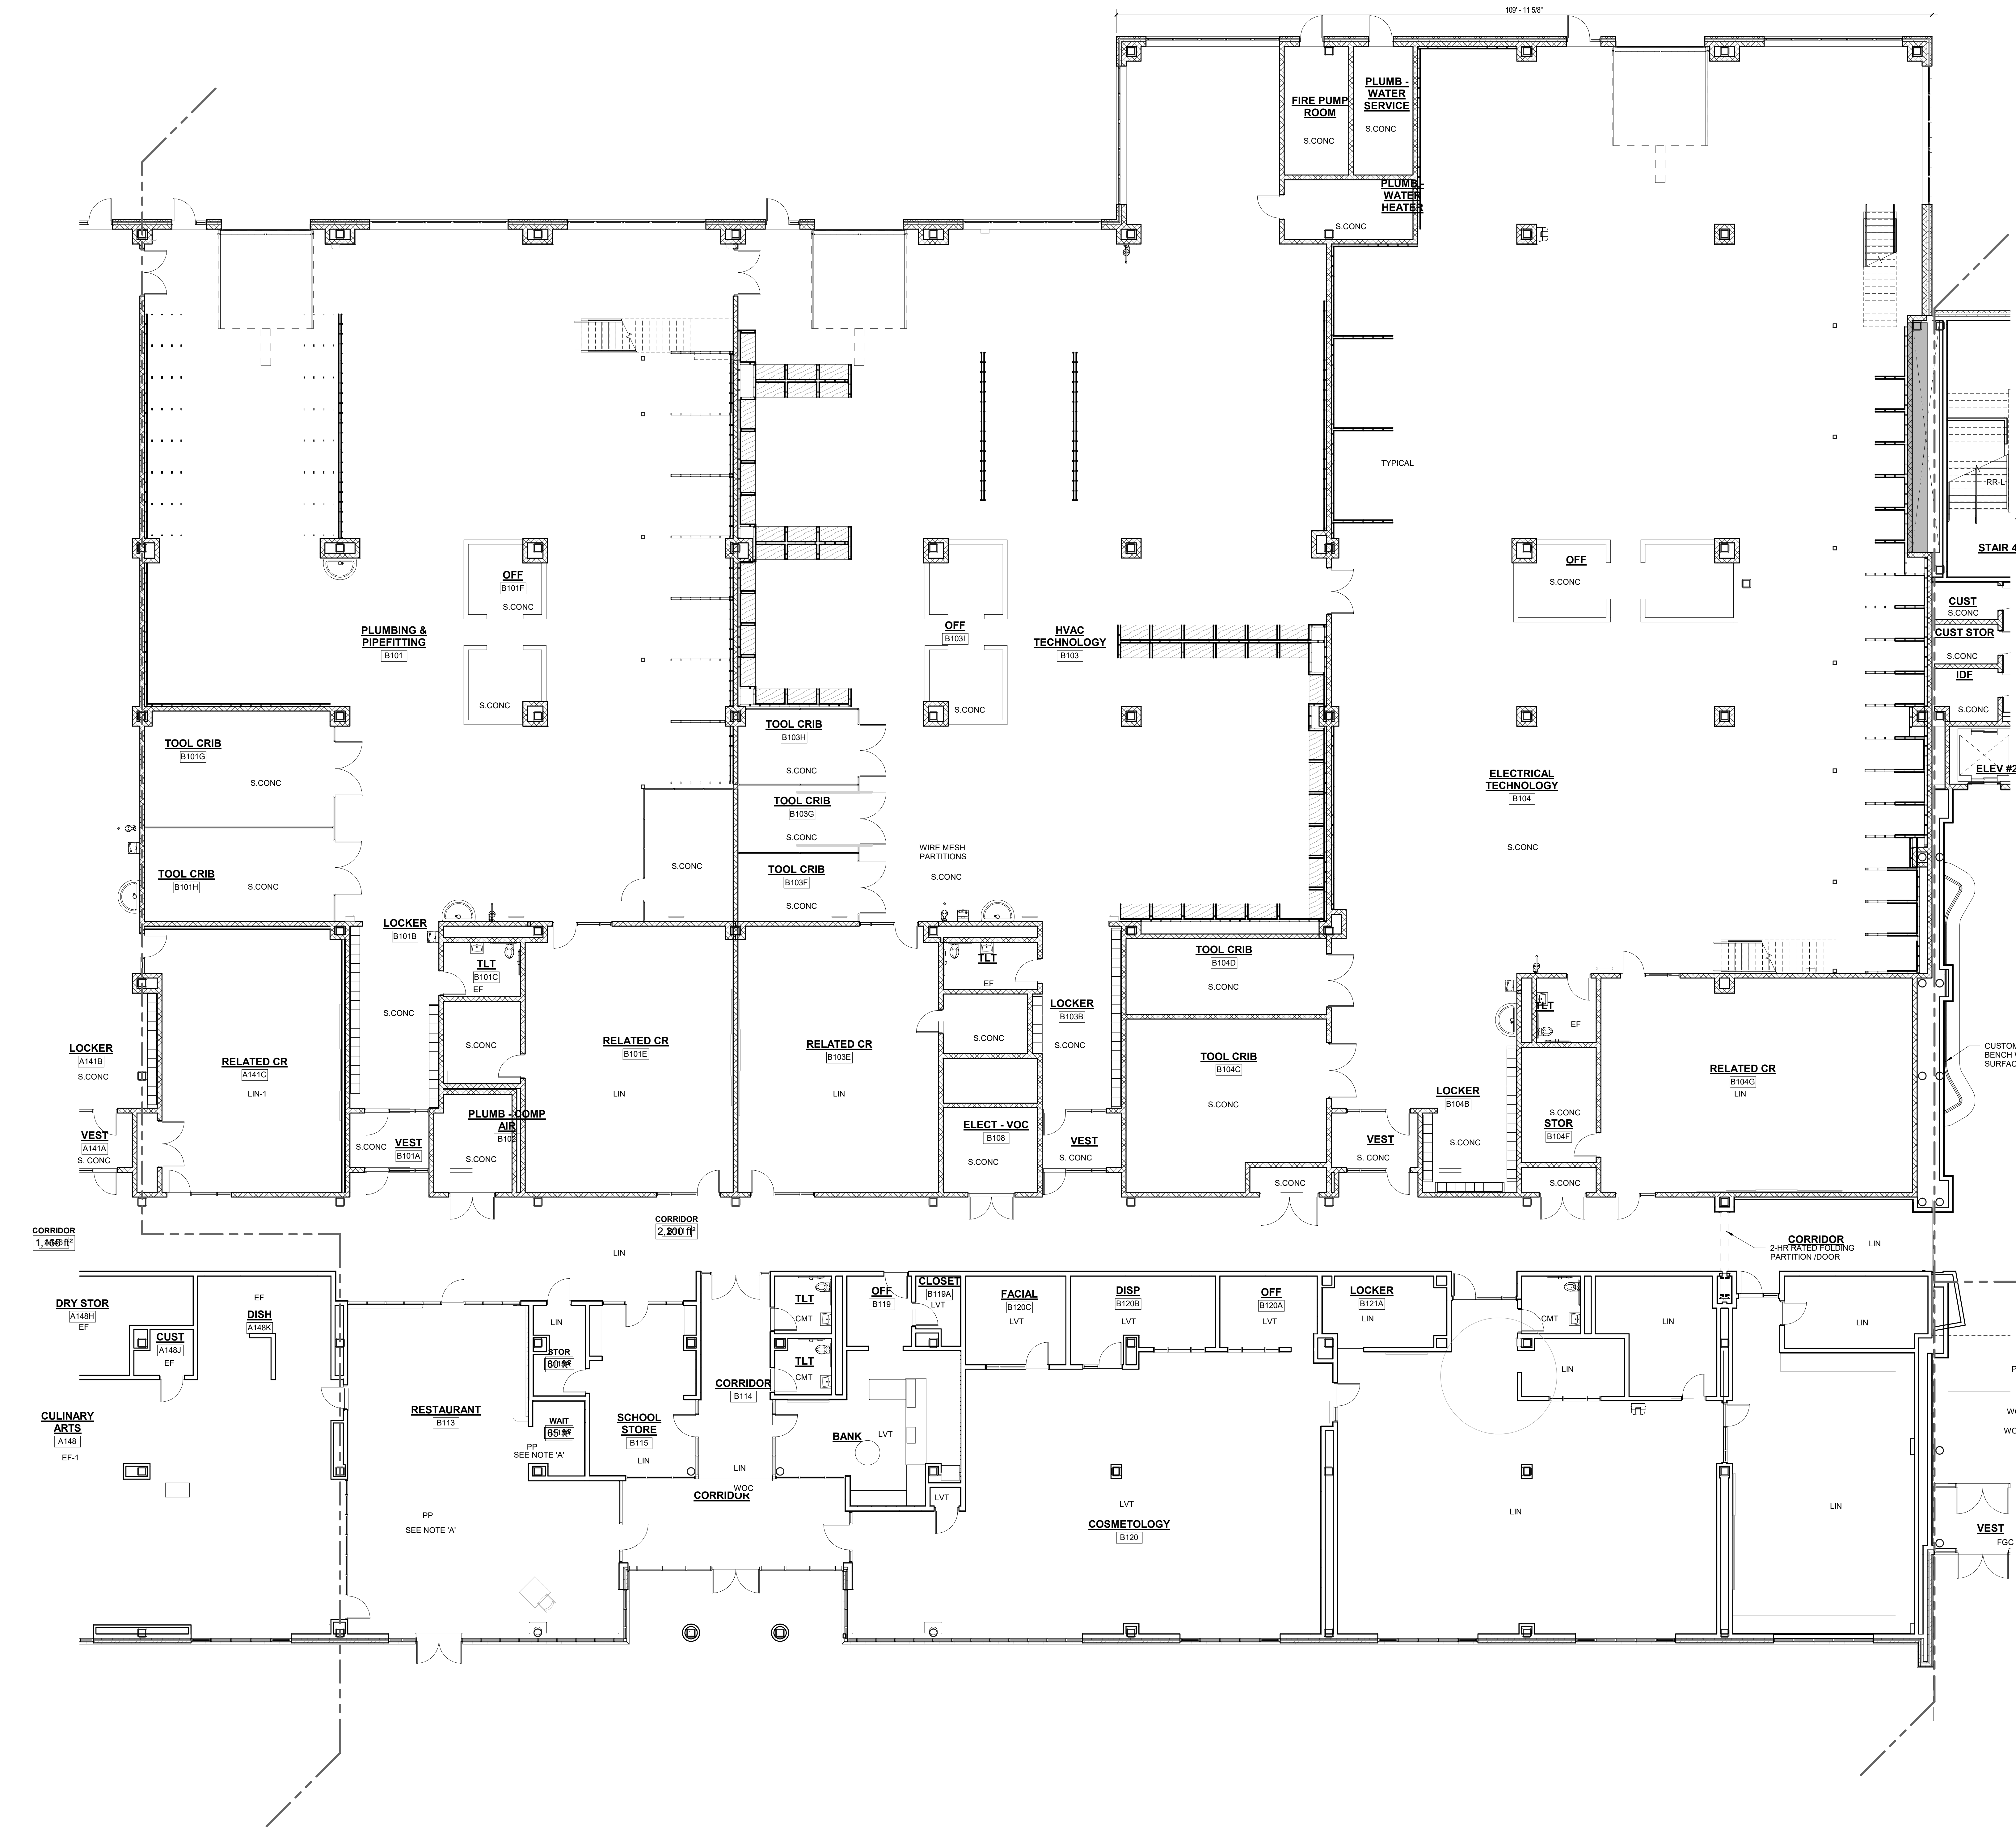 109' - 11 5/8"
FIRE PUMP
ROOM
S.CONC
PLUMB -
WATER
SERVICE
S.CONC
PLUMB -
WATER
HEATER
S.CONC
TYPICAL
RR-L
STAIR 4
OFF
B101F
S.CONC
S.CONC
PLUMBING &
PIPEFITTING
B101
OFF
B103I
S.CONC
HVAC
TECHNOLOGY
B103
OFF
S.CONC
CUST
S.CONC
CUST STOR
S.CONC
IDF
S.CONC
ELEV #2
TOOL CRIB
B101G
S.CONC
TOOL CRIB
B101H
S.CONC
S.CONC
TOOL CRIB
B103H
S.CONC
TOOL CRIB
B103G
S.CONC
TOOL CRIB
B103F
S.CONC
WIRE MESH
PARTITIONS
S.CONC
ELECTRICAL
TECHNOLOGY
B104
S.CONC
LOCKER
B101B
S.CONC
TLT
B101C
EF
S.CONC
TLT
EF
S.CONC
LOCKER
B103B
S.CONC
TOOL CRIB
B104D
S.CONC
TOOL CRIB
B104C
S.CONC
TLT
EF
LOCKER
A141B
S.CONC
RELATED CR
A141C
LIN-1
RELATED CR
B101E
LIN
RELATED CR
B103E
LIN
LOCKER
B104B
S.CONC
S.CONC
STOR
B104F
RELATED CR
B104G
LIN
CUSTOM
BENCH
SURFAC
VEST
A141A
S. CONC
S.CONC
VEST
B101A
PLUMB - COMP
AIR
B102
S.CONC
ELECT - VOC
B108
S.CONC
VEST
S. CONC
S.CONC
VEST
S. CONC
S.CONC
CORRIDOR
CORRIDOR
2,200 ft²
LIN
CORRIDOR
LIN
2-HR RATED FOLDING
PARTITION /DOOR
DRY STOR
A148H
EF
EF
DISH
A148K
CUST
A148J
EF
CULINARY
ARTS
A148
EF-1
RESTAURANT
B113
PP
SEE NOTE 'A'
LIN
STOR
WAIT
PP
SEE NOTE 'A'
SCHOOL
STORE
B115
LIN
CORRIDOR
B114
LIN
WOC
CORRIDOR
TLT
CMT
TLT
CMT
OFF
B119
CLOSET
B119A
LVT
BANK
LVT
LVT
FACIAL
B120C
LVT
DISP
B120B
LVT
OFF
B120A
LVT
LVT
COSMETOLOGY
B120
LOCKER
B121A
LIN
CMT
LIN
LIN
LIN
LIN
LIN
VEST
FGC